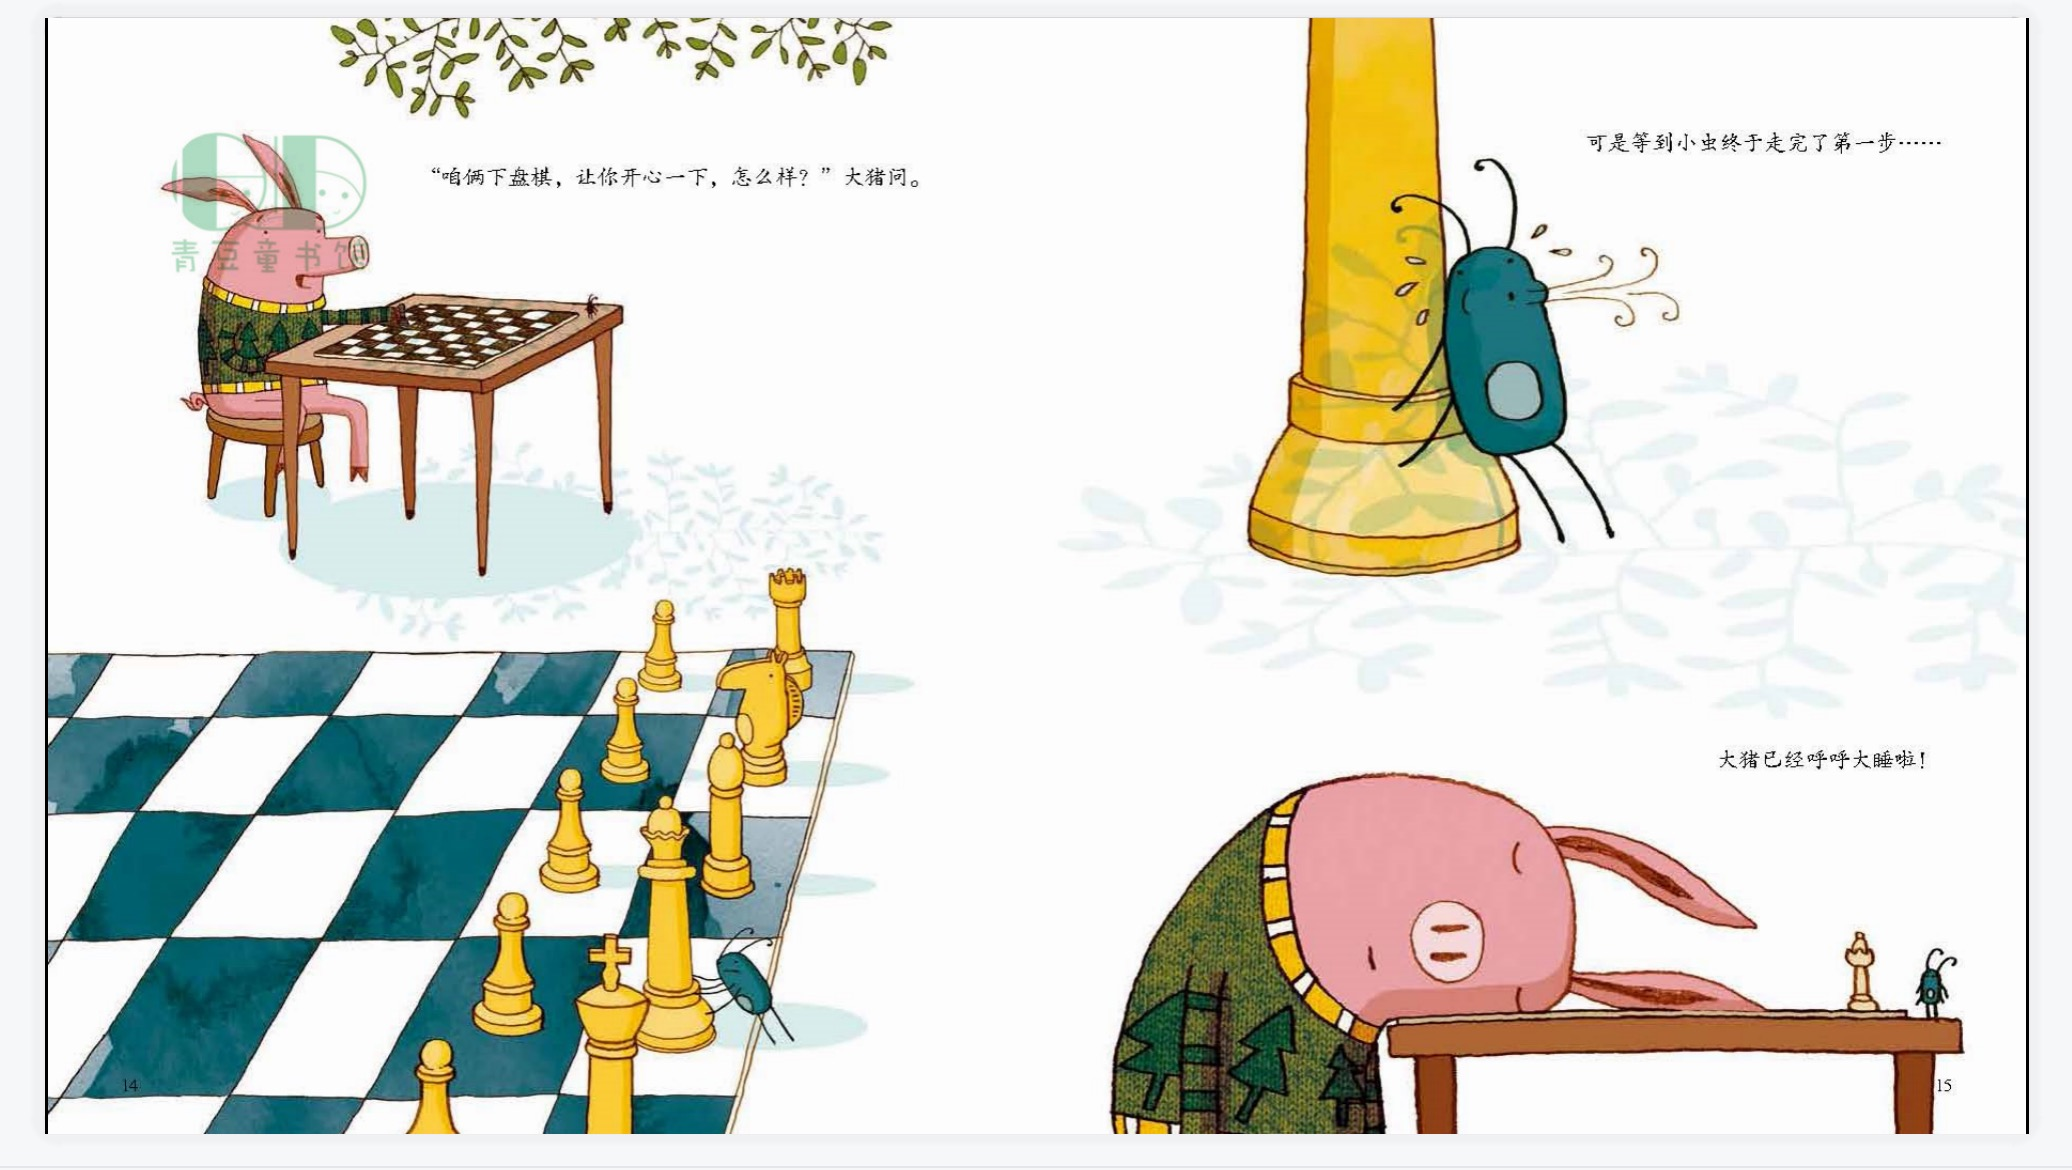 青豆童书馆
“咱俩下盘棋，让你开心一下，怎么样？”大猪问。
14
可是等到小虫终于走完了第一步……
大猪已经呼呼大睡啦！
15